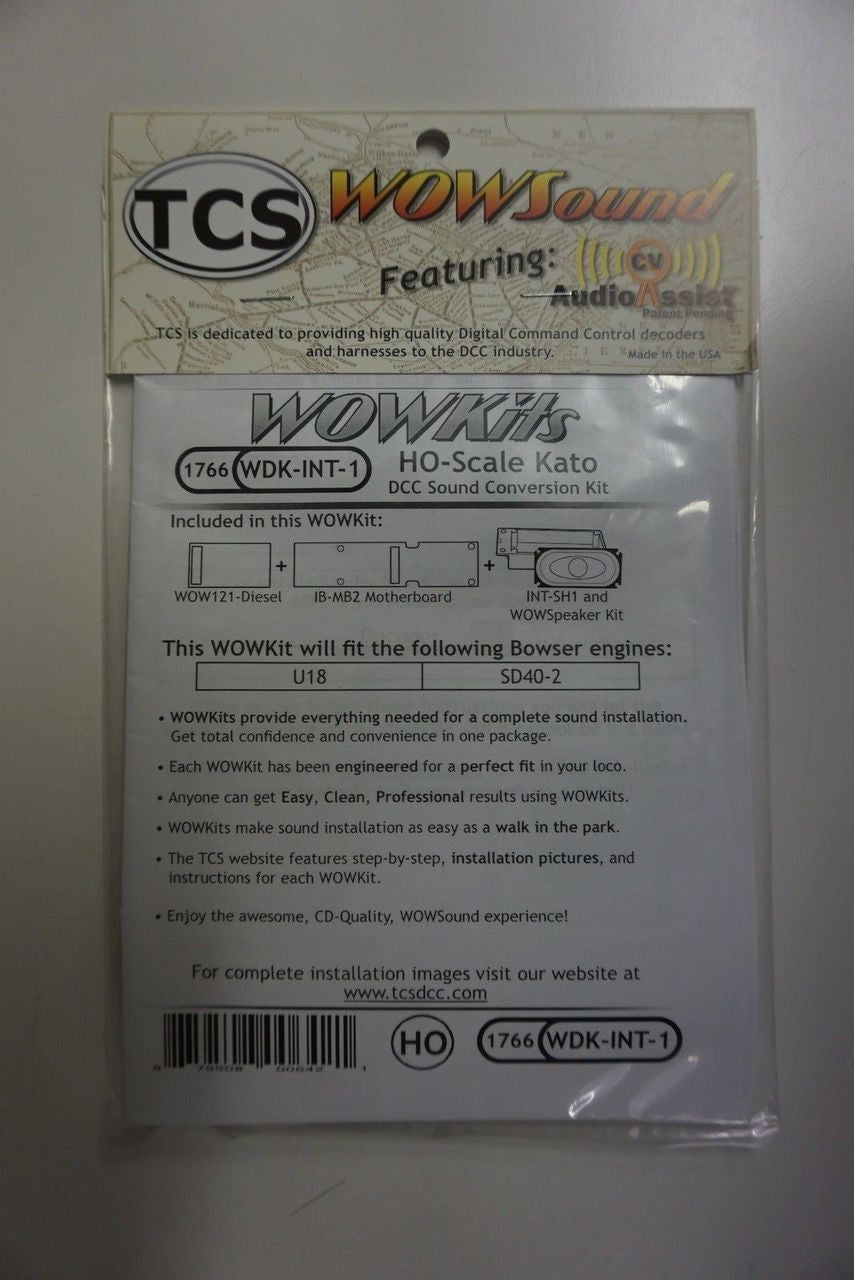 TCS
WOWSound
Featuring:
CV
AudioAssist
Patent Pending
TCS is dedicated to providing high quality Digital Command Control decoders
and harnesses to the DCC industry.
Made in the USA
WOWKits
1766 WDK-INT-1
HO-Scale Kato
DCC Sound Conversion Kit
Included in this WOWKit:
+ +
WOW121-Diesel IB-MB2 Motherboard INT-SH1 and
WOWSpeaker Kit
This WOWKit will fit the following Bowser engines:
U18 SD40-2
• WOWKits provide everything needed for a complete sound installation.
Get total confidence and convenience in one package.
• Each WOWKit has been engineered for a perfect fit in your loco.
• Anyone can get Easy, Clean, Professional results using WOWKits.
• WOWKits make sound installation as easy as a walk in the park.
• The TCS website features step-by-step, installation pictures, and
instructions for each WOWKit.
• Enjoy the awesome, CD-Quality, WOWSound experience!
For complete installation images visit our website at
www.tcsdcc.com
HO 1766 WDK-INT-1
00642 1